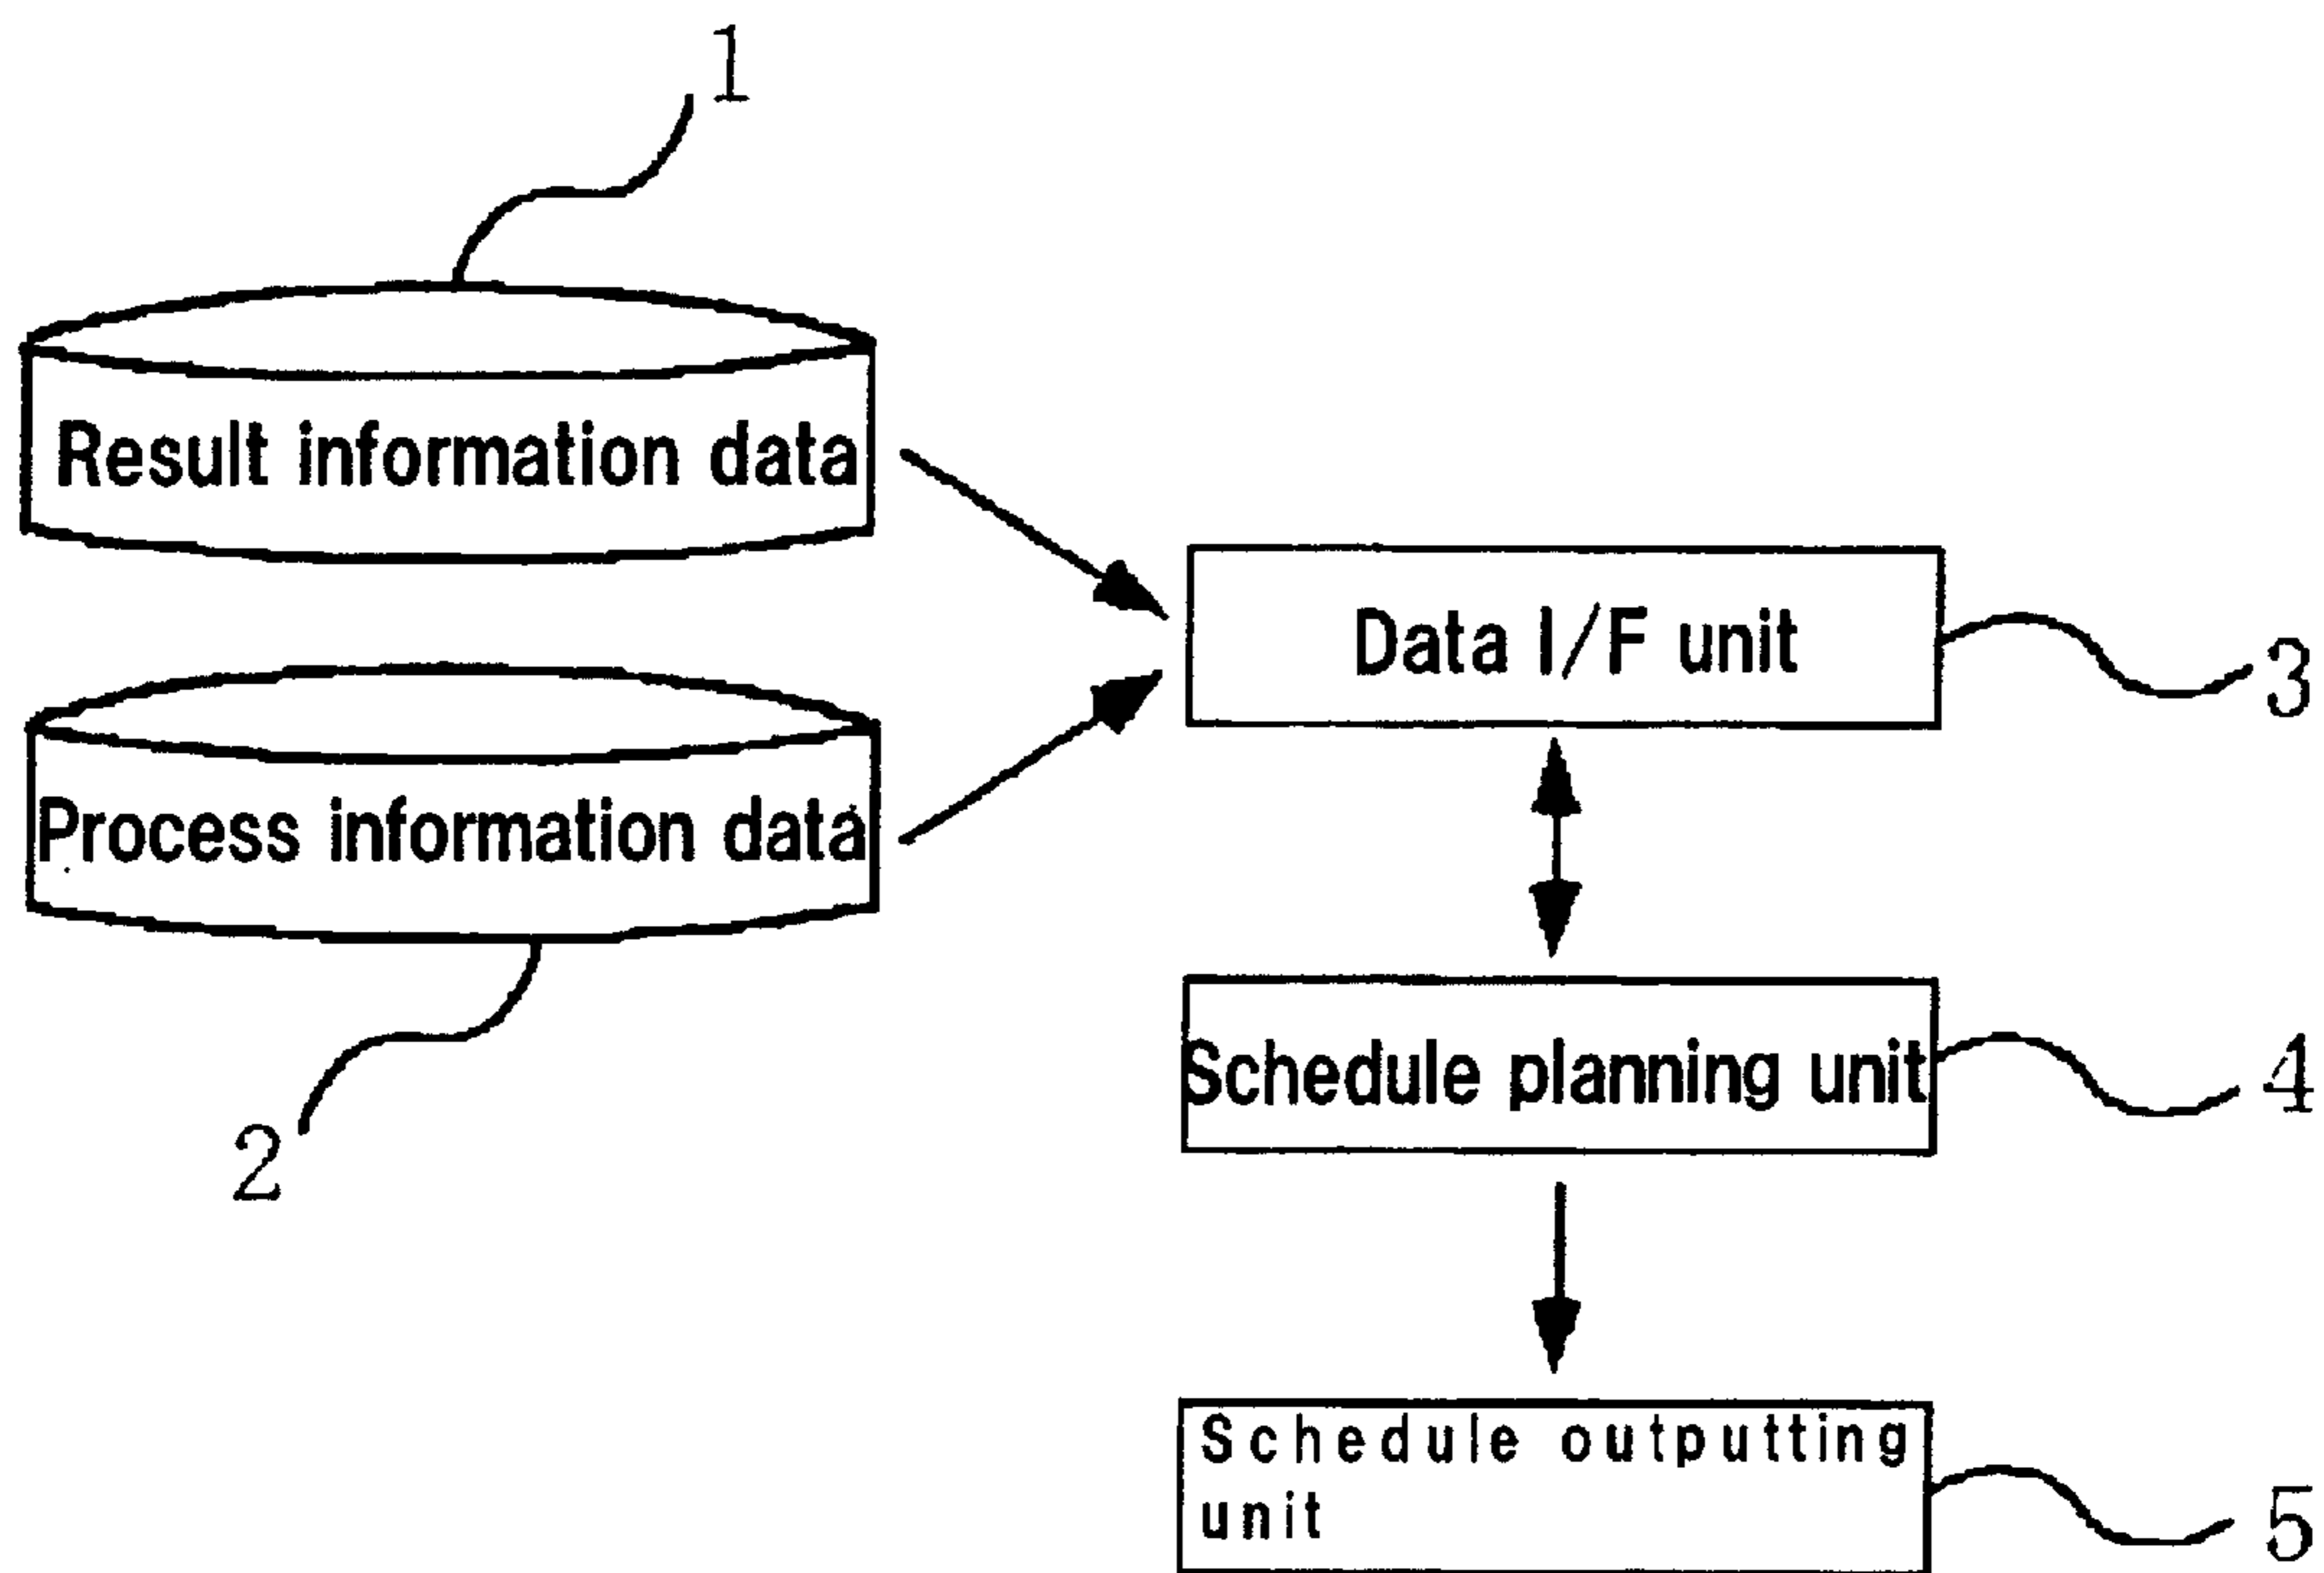 1
Result information data
Data I/F unit
3
Process information data
2
Schedule planning unit
4
Schedule outputting
unit
5